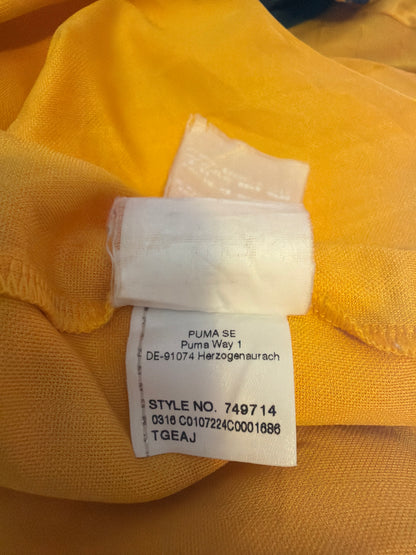 PUMA SE
Puma Way 1
DE-91074 Herzogenaurach
STYLE NO. 749714
0316 C0107224C0001686
TGEAJ